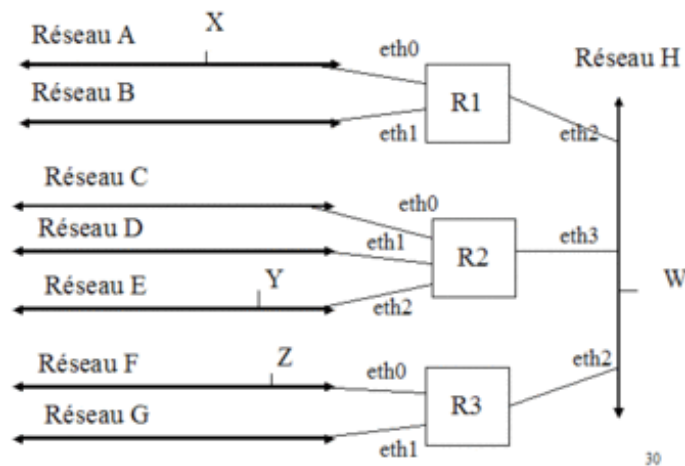 X
Réseau A
eth0
Réseau H
Réseau B
R1
eth1
eth2
Réseau C
eth0
Réseau D
eth1
R2
eth3
Réseau E
Y
eth2
W
Réseau F
Z
eth0
eth2
R3
Réseau G
eth1
30